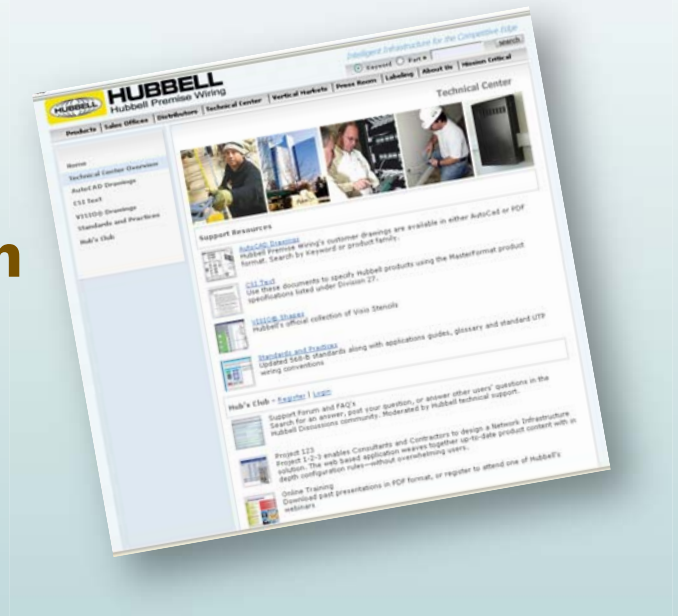 Intelligent Infrastructure for the Competitive Edge
Keyword Part # search
HUBBELL HUBBELL
Hubbell Premise Wiring
Products | Sales Offices | Distributors | Technical Center | Vertical Markets | Press Room | Labeling | About Us | Mission Critical
Technical Center
Home
Technical Center Overview
AutoCAD Drawings
CSI Text
VISIO® Drawings
Standards and Practices
Hub's Club
n
Support Resources
AutoCAD Drawings
Hubbell Premise Wiring's customer drawings are available in either AutoCad or PDF
format. Search by Keyword or product family.
CSI Text
Use these documents to specify Hubbell products using the MasterFormat product
specifications listed under Division 27.
VISIO® Shapes
Hubbell's official collection of Visio Stencils
Standards and Practices
Updated 568-B standards along with applications guides, glossary and standard UTP
wiring conventions
Hub's Club - Register | Login
Support Forum and FAQ's
Search for an answer, post your question, or answer other users' questions in the
Hubbell Discussions community. Moderated by Hubbell technical support.
Project 123
Project 1-2-3 enables Consultants and Contractors to design a Network Infrastructure
solution. The web based application weaves together up-to-date product content with in
depth configuration rules—without overwhelming users.
Online Training
Download past presentations in PDF format, or register to attend one of Hubbell's
webinars